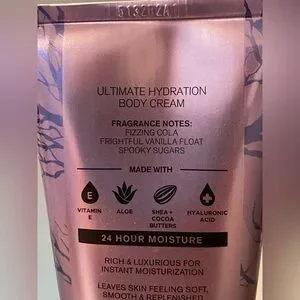 ULTIMATE HYDRATION
BODY CREAM
FRAGRANCE NOTES:
FIZZING COLA
FRIGHTFUL VANILLA FLOAT
SPOOKY SUGARS
MADE WITH
E
VITAMIN
E
ALOE
SHEA +
COCOA
BUTTERS
HYALURONIC
ACID
24 HOUR MOISTURE
RICH & LUXURIOUS FOR
INSTANT MOISTURIZATION
LEAVES SKIN FEELING SOFT,
SMOOTH & REPLENISHED